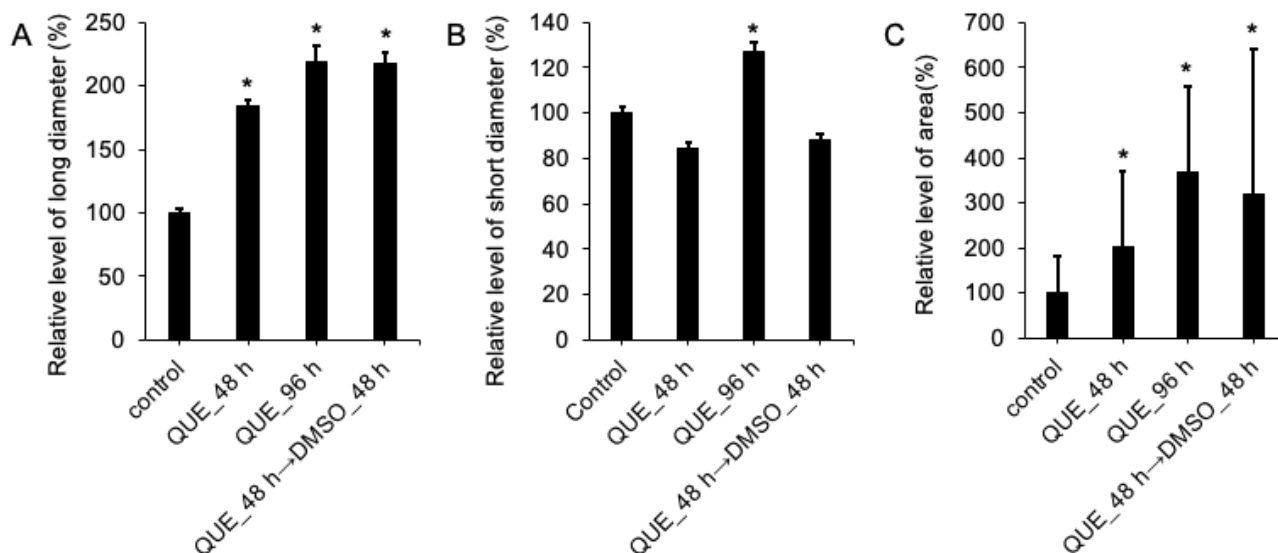 A
Relative level of long diameter (%)
250
200
150
100
50
0
*
*
*
control
QUE_48 h
QUE_96 h
QUE_48 h→DMSO_48 h
B
Relative level of short diameter (%)
140
120
100
80
60
40
20
0
*
Control
QUE_48 h
QUE_96 h
QUE_48 h→DMSO_48 h
C
Relative level of area(%)
700
600
500
400
300
200
100
0
*
*
*
control
QUE_48 h
QUE_96 h
QUE_48 h→DMSO_48 h